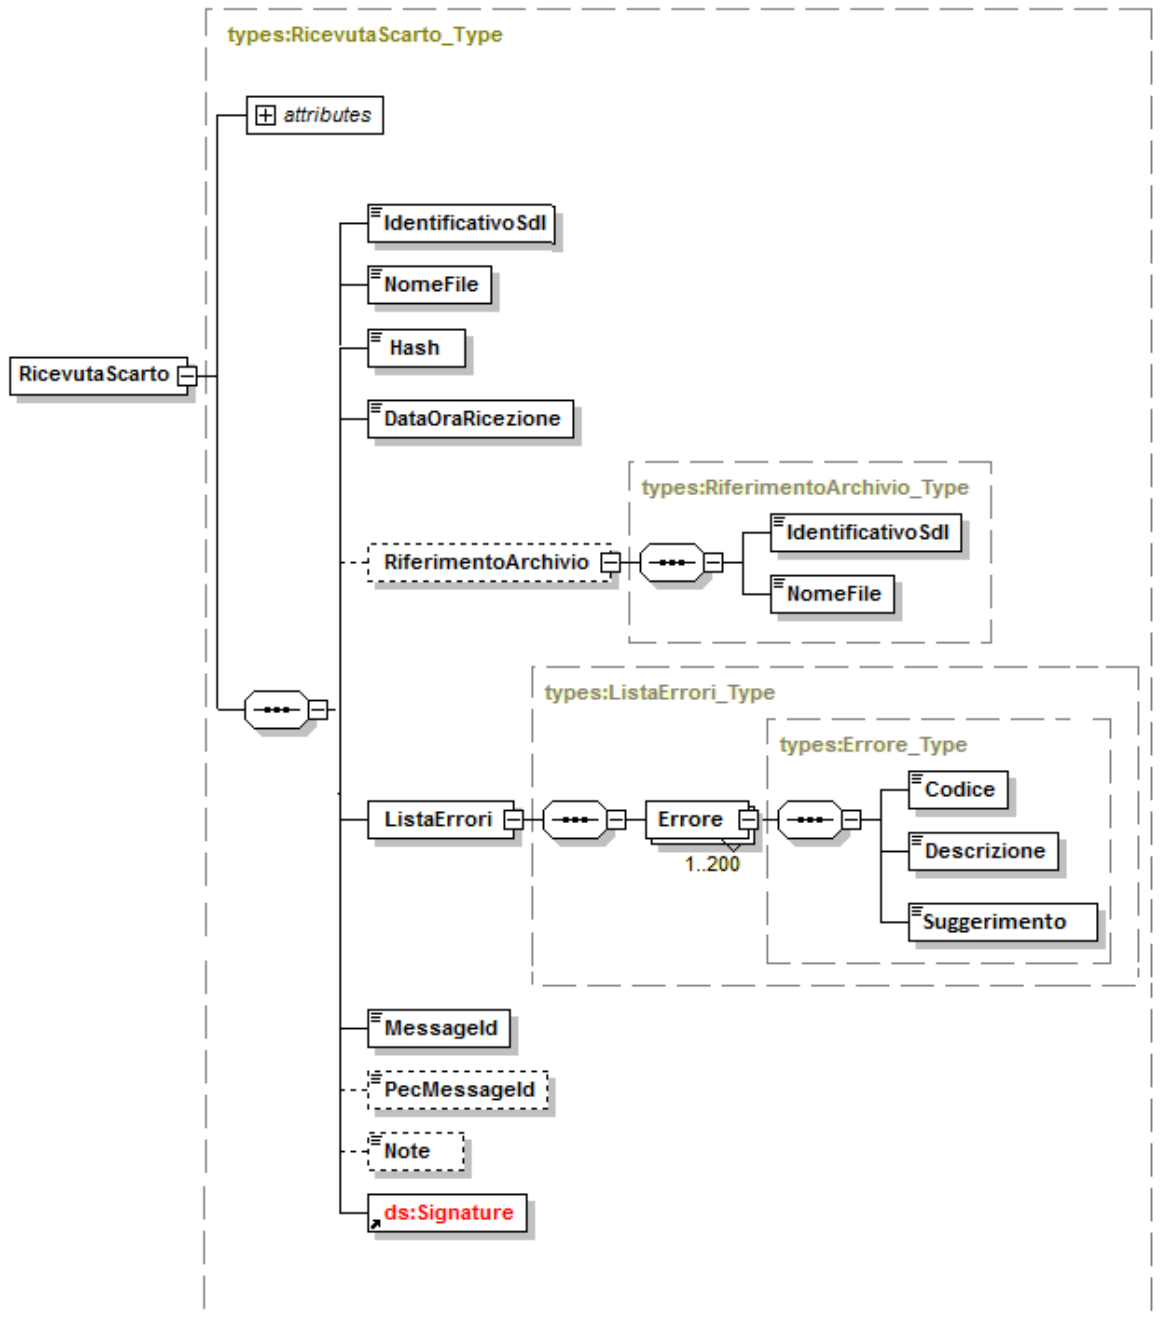 types:RicevutaScarto_Type
attributes
IdentificativoSdI
NomeFile
Hash
RicevutaScarto
DataOraRicezione
types:RiferimentoArchivio_Type
IdentificativoSdI
RiferimentoArchivio
NomeFile
types:ListaErrori_Type
types:Errore_Type
Codice
ListaErrori
Errore
1..200
Descrizione
Suggerimento
MessageId
PecMessageId
Note
ds:Signature